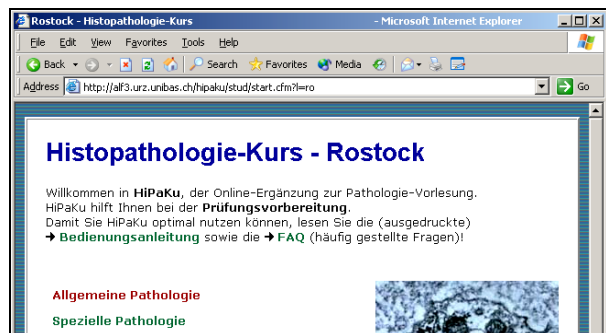 Rostock - Histopathologie-Kurs - Microsoft Internet Explorer
File Edit View Favorites Tools Help
Back Search Favorites Media
Address http://alf3.urz.unibas.ch/hipaku/stud/start.cfm?l=ro Go
Histopathologie-Kurs - Rostock
Willkommen in HiPaKu, der Online-Ergänzung zur Pathologie-Vorlesung.
HiPaKu hilft Ihnen bei der Prüfungsvorbereitung.
Damit Sie HiPaKu optimal nutzen können, lesen Sie die (ausgedruckte)
➔ Bedienungsanleitung sowie die ➔ FAQ (häufig gestellte Fragen)!
Allgemeine Pathologie
Spezielle Pathologie